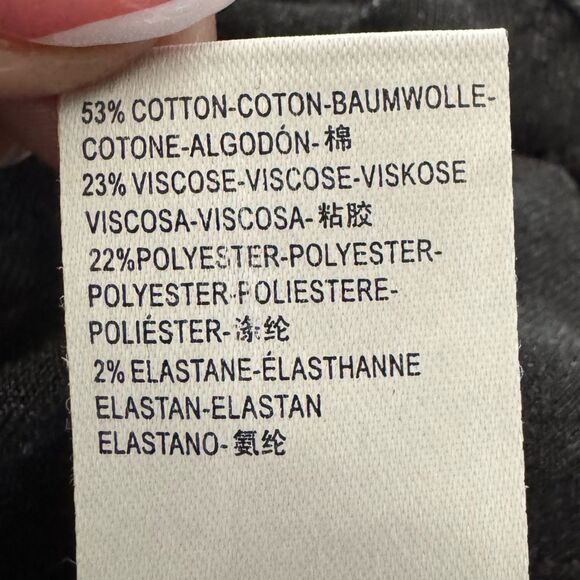 53% COTTON-COTON-BAUMWOLLE-
COTONE-ALGODÓN-棉
23% VISCOSE-VISCOSE-VISKOSE
VISCOSA-VISCOSA-粘胶
22%POLYESTER-POLYESTER-
POLYESTER-POLIESTERE-
POLIÉSTER-涤纶
2% ELASTANE-ÉLASTHANNE
ELASTAN-ELASTAN
ELASTANO-氨纶